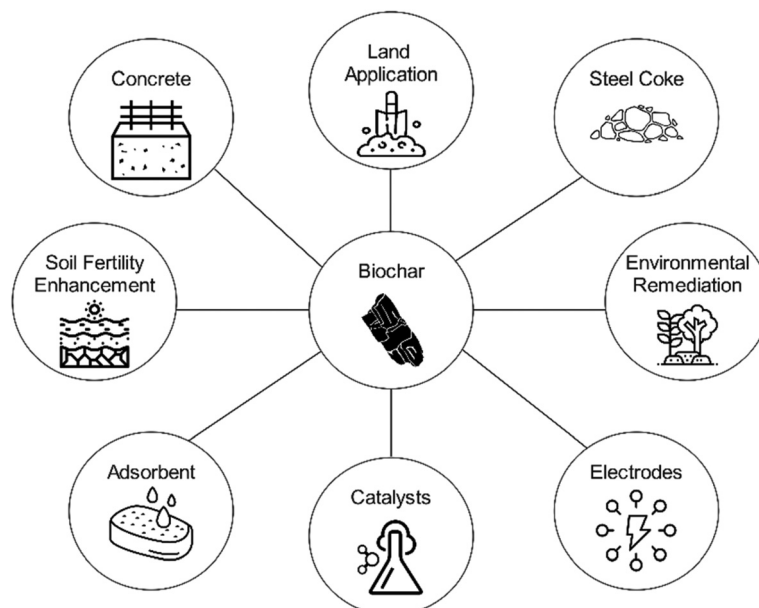 Land
Application
Concrete
Steel Coke
Soil Fertility
Enhancement
Biochar
Environmental
Remediation
Adsorbent
Catalysts
Electrodes